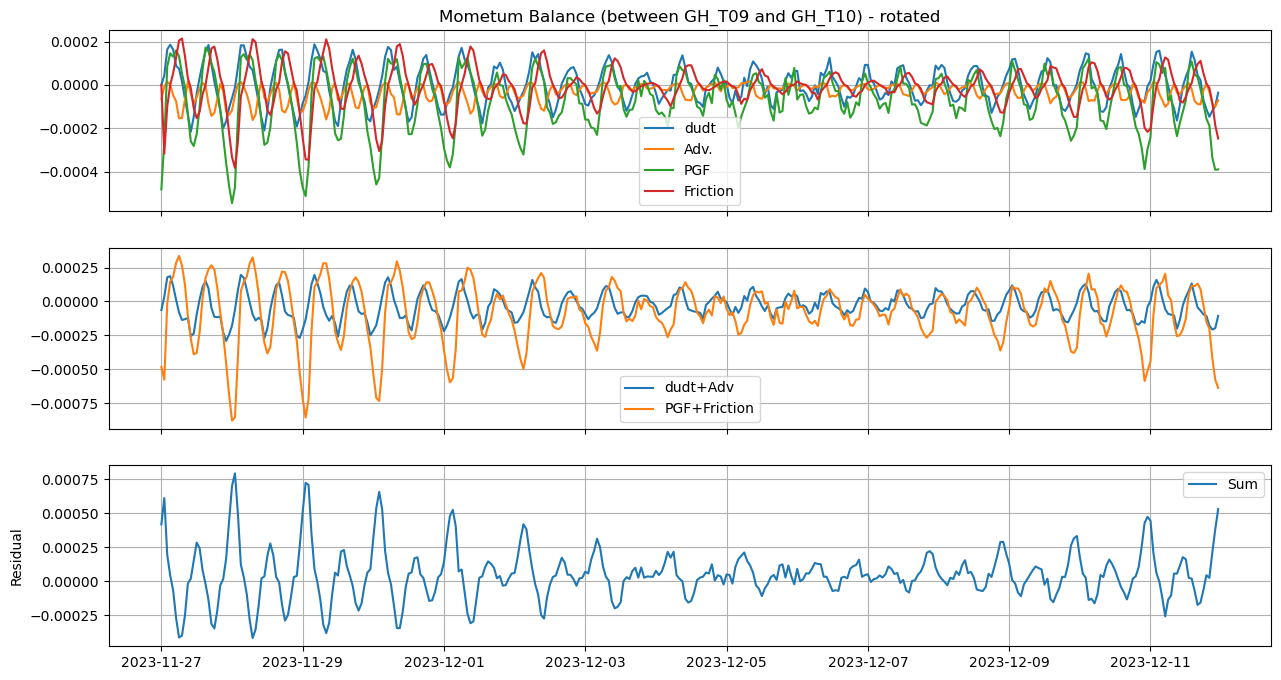 Mometum Balance (between GH_T09 and GH_T10) - rotated
0.0002
0.0000
−0.0002
−0.0004
dudt
Adv.
PGF
Friction
0.00025
0.00000
−0.00025
−0.00050
−0.00075
dudt+Adv
PGF+Friction
Residual
0.00075
0.00050
0.00025
0.00000
−0.00025
Sum
2023-11-27 2023-11-29 2023-12-01 2023-12-03 2023-12-05 2023-12-07 2023-12-09 2023-12-11